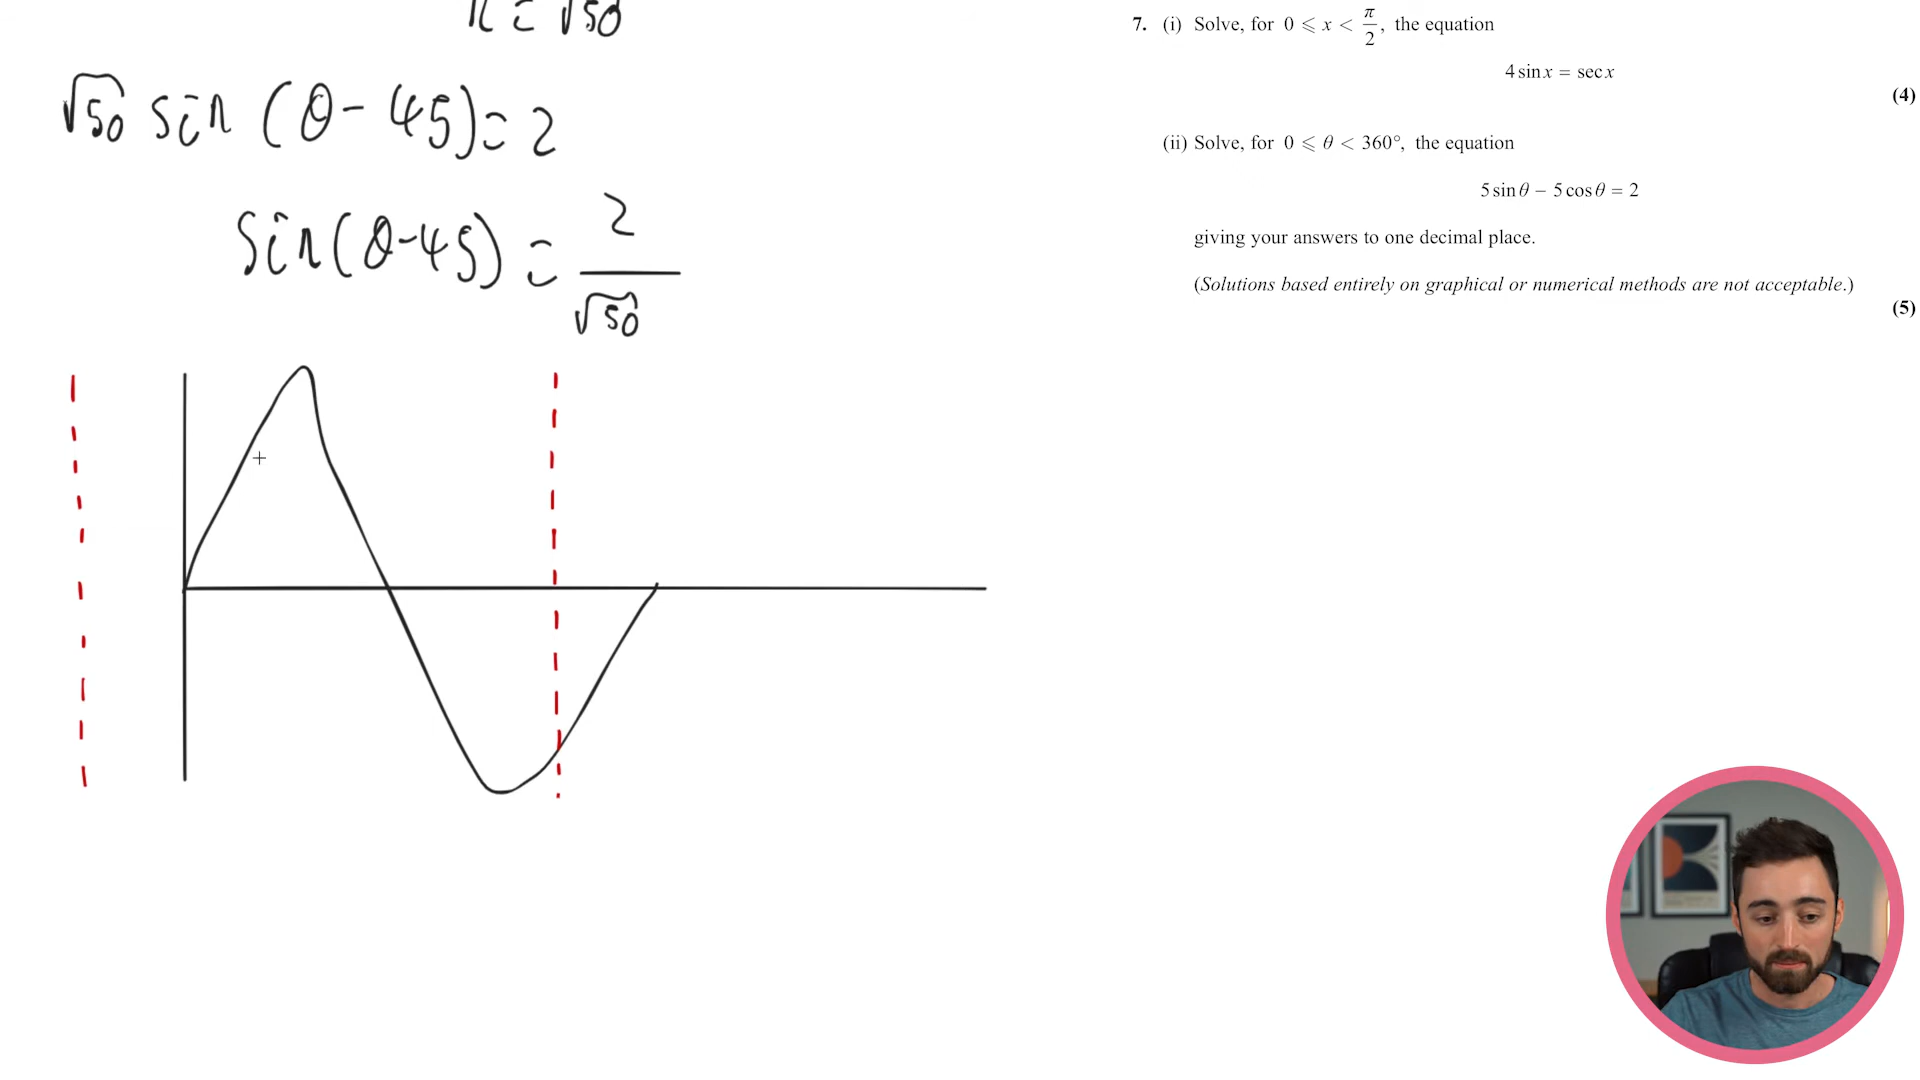 R = √50
√50 sin (θ - 45) = 2
sin(θ-45) = 2/√50
7. (i) Solve, for 0 ⩽ x < π/2, the equation
4 sin x = sec x
(4)
(ii) Solve, for 0 ⩽ θ < 360°, the equation
5 sin θ – 5 cos θ = 2
giving your answers to one decimal place.
(Solutions based entirely on graphical or numerical methods are not acceptable.)
(5)